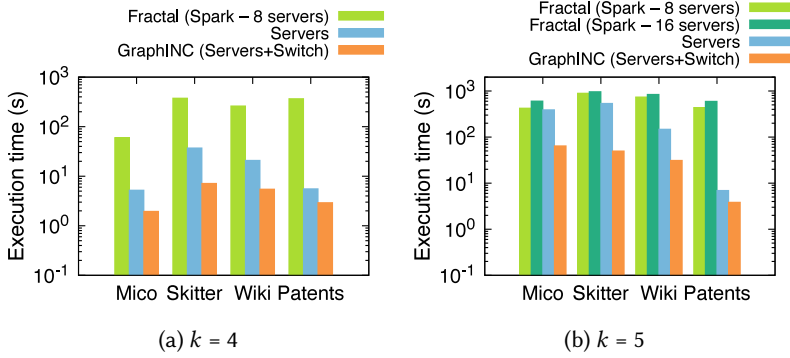 Fractal (Spark – 8 servers)
Servers
GraphINC (Servers+Switch)
Execution time (s)
10^3
10^2
10^1
10^0
10^-1
Mico Skitter Wiki Patents
(a) k = 4
Fractal (Spark – 8 servers)
Fractal (Spark – 16 servers)
Servers
GraphINC (Servers+Switch)
Execution time (s)
10^3
10^2
10^1
10^0
10^-1
Mico Skitter Wiki Patents
(b) k = 5